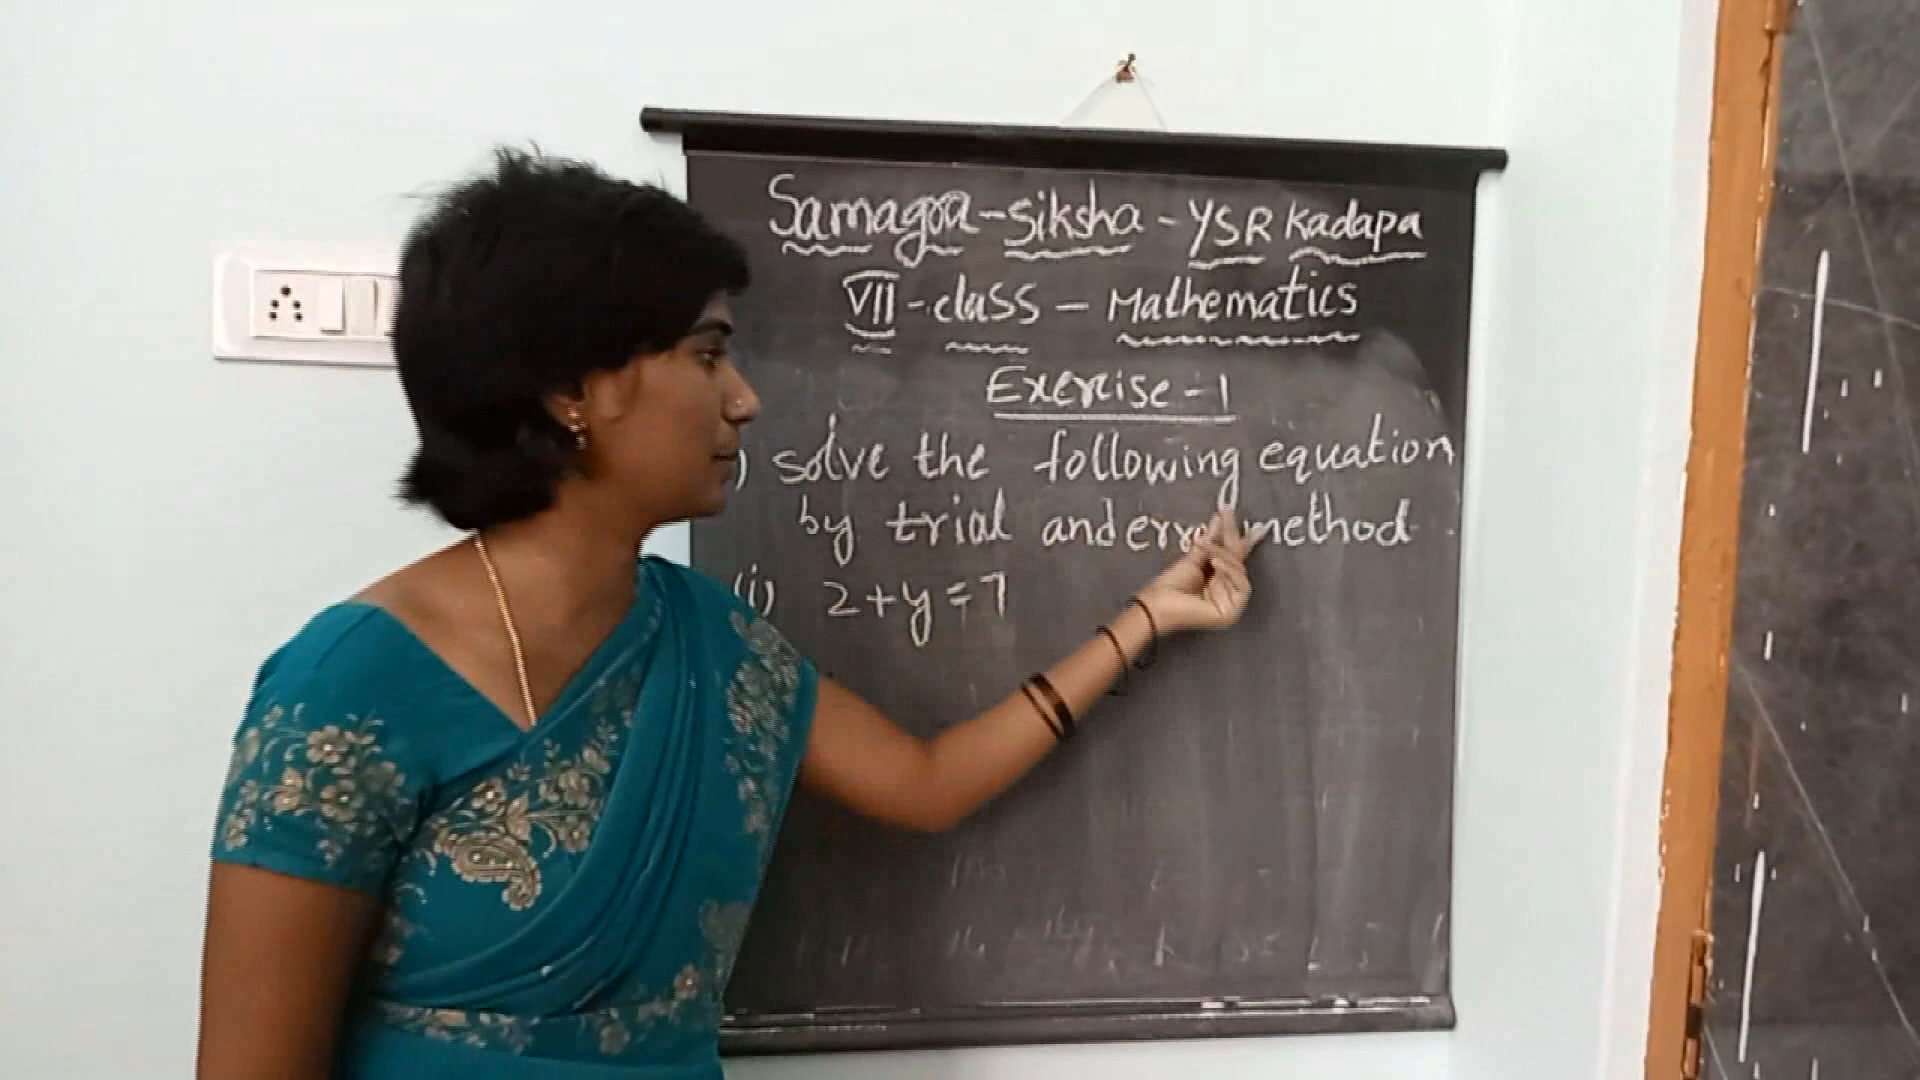 Samagra - Siksha - YSR Kadapa
VII - class - Mathematics
Exercise - 1
) solve the following equation
by trial and error method
(i) 2+y=7